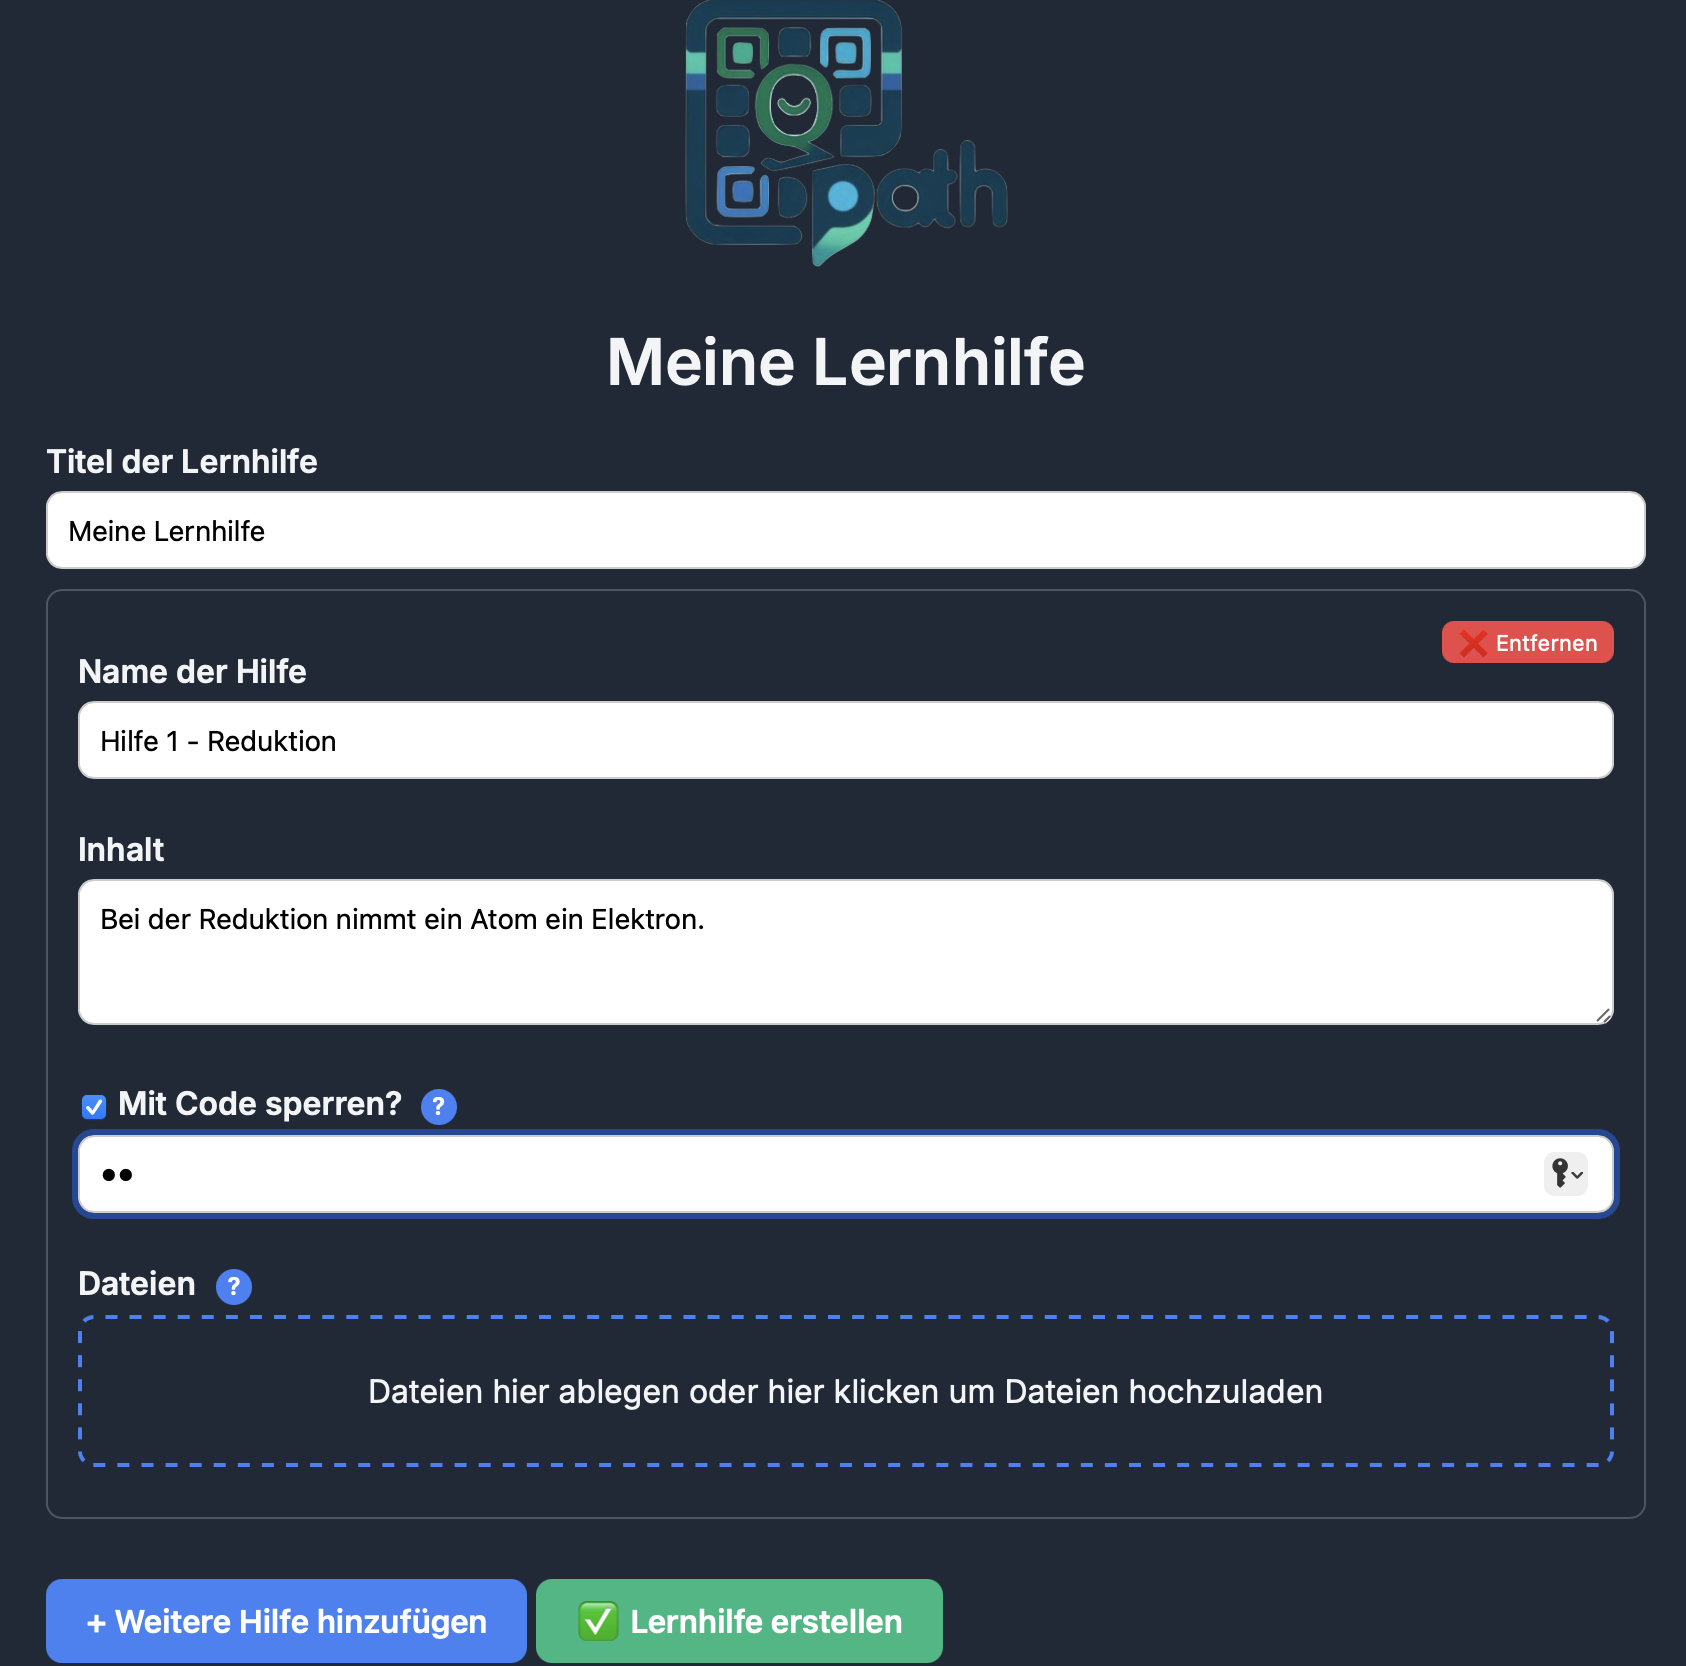 Qpath
Meine Lernhilfe
Titel der Lernhilfe
Meine Lernhilfe
❌ Entfernen
Name der Hilfe
Hilfe 1 - Reduktion
Inhalt
Bei der Reduktion nimmt ein Atom ein Elektron.
Mit Code sperren? ?
••
Dateien ?
Dateien hier ablegen oder hier klicken um Dateien hochzuladen
+ Weitere Hilfe hinzufügen
✅ Lernhilfe erstellen